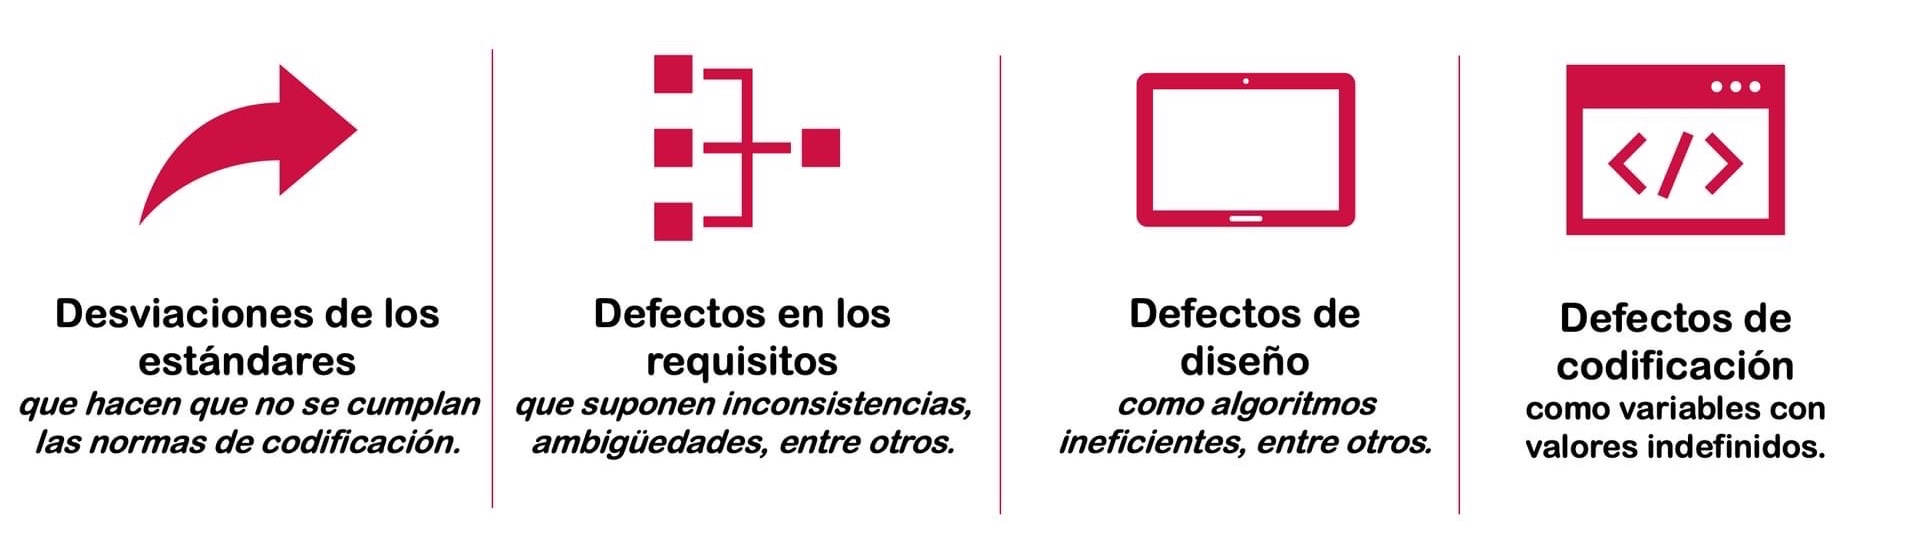 Desviaciones de los
estándares
que hacen que no se cumplan
las normas de codificación.
Defectos en los
requisitos
que suponen inconsistencias,
ambigüedades, entre otros.
Defectos de
diseño
como algoritmos
ineficientes, entre otros.
</>
Defectos de
codificación
como variables con
valores indefinidos.